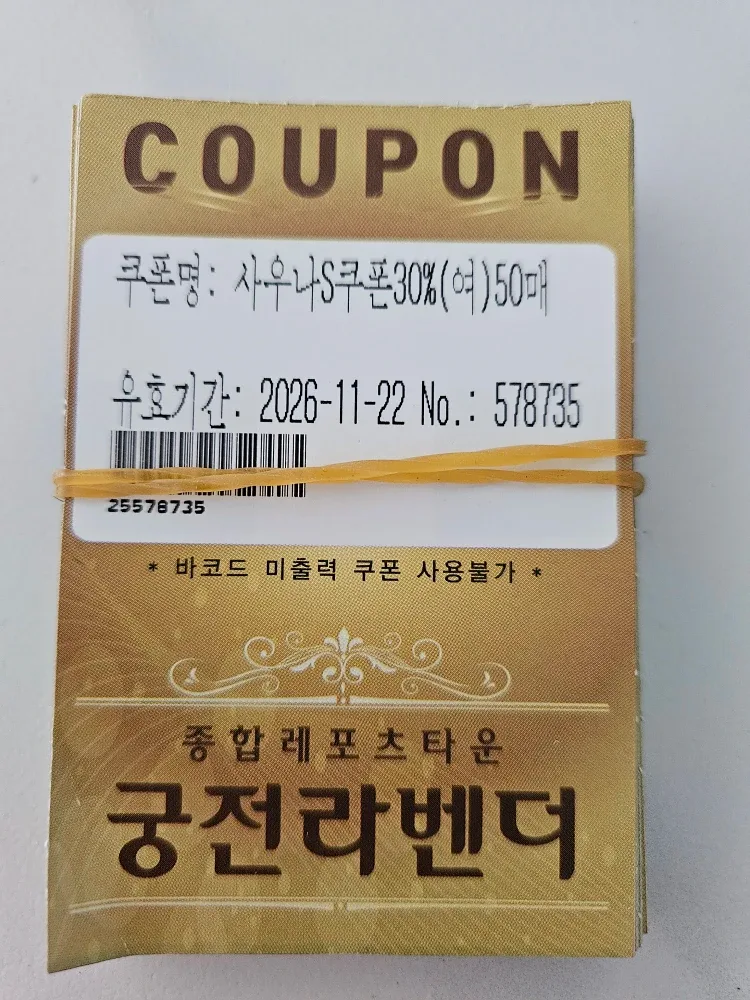 COUPON
쿠폰명: 사우나S쿠폰30%(여)50매
유효기간: 2026-11-22 No.: 578735
25578735
* 바코드 미출력 쿠폰 사용불가 *
종합레포츠타운
궁전라벤더